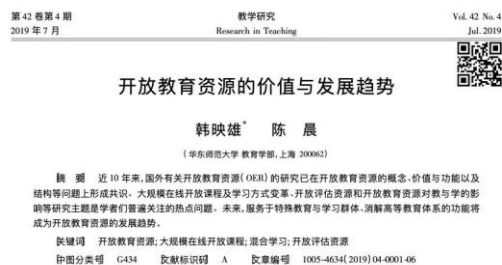 第 42 卷第 4 期 教学研究 Vol. 42 No. 4
2019 年 7 月 Research in Teaching Jul. 2019
开放教育资源的价值与发展趋势
韩映雄* 陈 晨
(华东师范大学 教育学部,上海 200062)
摘 要 近 10 年来,国外有关开放教育资源(OER)的研究已在开放教育资源的概念、价值与功能以及
结构等问题上形成共识。大规模在线开放课程及学习方式变革、开放评估资源和开放教育资源对教与学的影
响等研究主题是学者们普遍关注的热点问题。未来,服务于特殊教育与学习群体、消解高等教育体系的功能将
成为开放教育资源的发展趋势。
关键词 开放教育资源;大规模在线开放课程;混合学习;开放评估资源
中图分类号 G434 文献标识码 A 文章编号 1005-4634(2019)04-0001-06